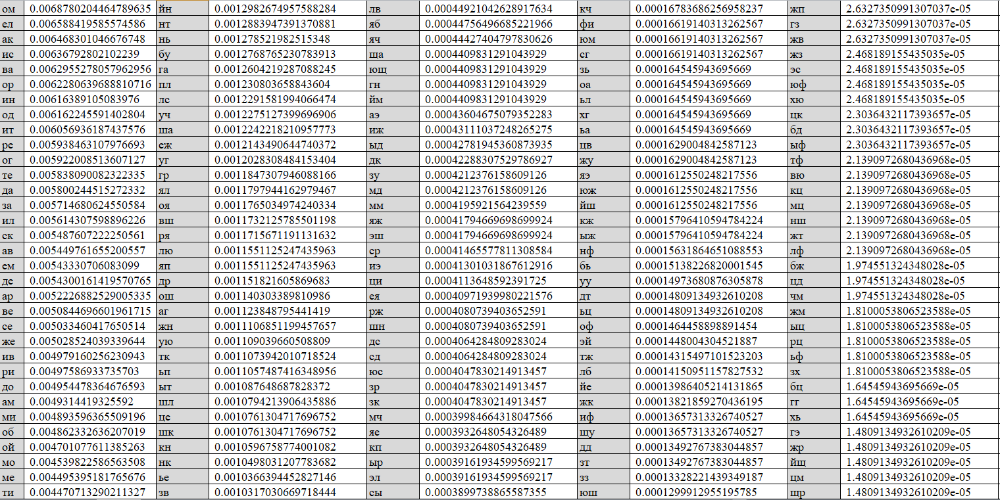 ом 0.0068780204464789635 йн 0.0012982674957588284 лв 0.00044921042628917634 кч 0.00016783686256958237 жп 2.6327350991307037e-05
ел 0.006588419585574586 нт 0.0012883947391370881 яб 0.00044756496685221966 фи 0.00016619140313262567 гз 2.6327350991307037e-05
ак 0.006468301046676748 нь 0.001278521982515348 яч 0.00044427404797830626 юм 0.00016619140313262567 жв 2.6327350991307037e-05
ис 0.00636792802102239 бу 0.0012768765230783913 ща 0.0004409831291043929 сг 0.00016619140313262567 жз 2.468189155435035e-05
ва 0.0062955278057962956 га 0.0012604219287088245 ющ 0.0004409831291043929 зь 0.000164545943695669 эс 2.468189155435035e-05
ор 0.0062280639688810716 пл 0.001230803658843604 гн 0.0004409831291043929 оа 0.000164545943695669 юф 2.468189155435035e-05
ин 0.00616389105083976 лс 0.0012291581994066474 йм 0.0004409831291043929 ьл 0.000164545943695669 хю 2.468189155435035e-05
од 0.006162245591402804 уч 0.0012275127399696906 аэ 0.00043604675079352283 хг 0.000164545943695669 цк 2.3036432117393657e-05
ит 0.006056936187437576 ша 0.0012242218210957773 иж 0.00043111037248265275 ьа 0.000164545943695669 бд 2.3036432117393657e-05
ре 0.005938463107976693 еж 0.0012143490644740372 ыд 0.00042781945360873935 цв 0.0001629004842587123 ыф 2.3036432117393657e-05
ог 0.005922008513607127 уг 0.0012028308484153404 дк 0.00042288307529786927 жу 0.0001629004842587123 тф 2.1390972680436968e-05
те 0.005838090082322335 гр 0.0011847307946088166 зу 0.0004212376158609126 яэ 0.0001612550248217556 вю 2.1390972680436968e-05
да 0.005800244515272332 ял 0.0011797944162979467 мд 0.0004212376158609126 юж 0.0001612550248217556 кц 2.1390972680436968e-05
за 0.005714680624550584 оя 0.0011765034974240334 мм 0.0004195921564239559 йш 0.0001612550248217556 мц 2.1390972680436968e-05
ил 0.005614307598896226 вш 0.0011732125785501198 яж 0.00041794669698699924 кж 0.00015796410594784224 нш 2.1390972680436968e-05
ск 0.005487607222250561 ря 0.0011715671191131632 эш 0.00041794669698699924 ыж 0.00015796410594784224 жт 2.1390972680436968e-05
ав 0.005449761655200557 лю 0.0011551125247435963 ср 0.00041465577811308584 нф 0.00015631864651088553 лф 2.1390972680436968e-05
ем 0.00543330706083099 яп 0.0011551125247435963 иэ 0.00041301031867612916 бь 0.00015138226820001545 бж 1.974551324348028e-05
де 0.0054300161419570765 др 0.001151821605869683 ци 0.0004113648592391725 уу 0.00014973680876305878 цд 1.974551324348028e-05
ар 0.0052226882529005335 ош 0.001140303389810986 ея 0.00040971939980221576 дт 0.00014809134932610208 чм 1.974551324348028e-05
ве 0.0050844696601961715 аг 0.001123848795441419 рж 0.0004080739403652591 ьц 0.00014809134932610208 жм 1.8100053806523588e-05
се 0.005033460417650514 жн 0.0011106851199457657 шн 0.0004080739403652591 оф 0.0001464458898891454 ыц 1.8100053806523588e-05
же 0.005028524039339644 ую 0.001109039660508809 дс 0.0004064284809283024 эй 0.0001448004304521887 рц 1.8100053806523588e-05
ив 0.004979160256230943 тк 0.0011073942010718524 сд 0.0004064284809283024 тж 0.00014315497101523203 ьф 1.8100053806523588e-05
ри 0.00497586933735703 ьп 0.0011057487416348956 юс 0.0004047830214913457 лб 0.00014150951157827532 зх 1.8100053806523588e-05
до 0.004954478364676593 ыт 0.001087648687828372 зр 0.0004047830214913457 йе 0.00013986405214131865 бц 1.64545943695669e-05
ам 0.0049314419325592 шл 0.0010794213906435886 зк 0.0004047830214913457 жк 0.00013821859270436195 гг 1.64545943695669e-05
ми 0.004893596365509196 це 0.0010761304717696752 мч 0.00039984664318047566 иф 0.00013657313326740527 хь 1.64545943695669e-05
об 0.004862332636207019 шк 0.0010761304717696752 яе 0.0003932648054326489 щу 0.00013657313326740527 гэ 1.4809134932610209e-05
ой 0.004701077611385263 кн 0.0010596758774001082 кп 0.0003932648054326489 дд 0.00013492767383044857 жр 1.4809134932610209e-05
мо 0.004539822586563508 нк 0.0010498031207783682 ыр 0.00039161934599569217 зт 0.00013492767383044857 йщ 1.4809134932610209e-05
ме 0.004495395181765676 ье 0.0010366394452827146 эл 0.00039161934599569217 зз 0.00013328221439349187 цм 1.4809134932610209e-05
ти 0.004470713290211327 зв 0.0010317030669718444 сы 0.0003899738865587355 юш 0.0001299912955195785 щр 1.4809134932610209e-05